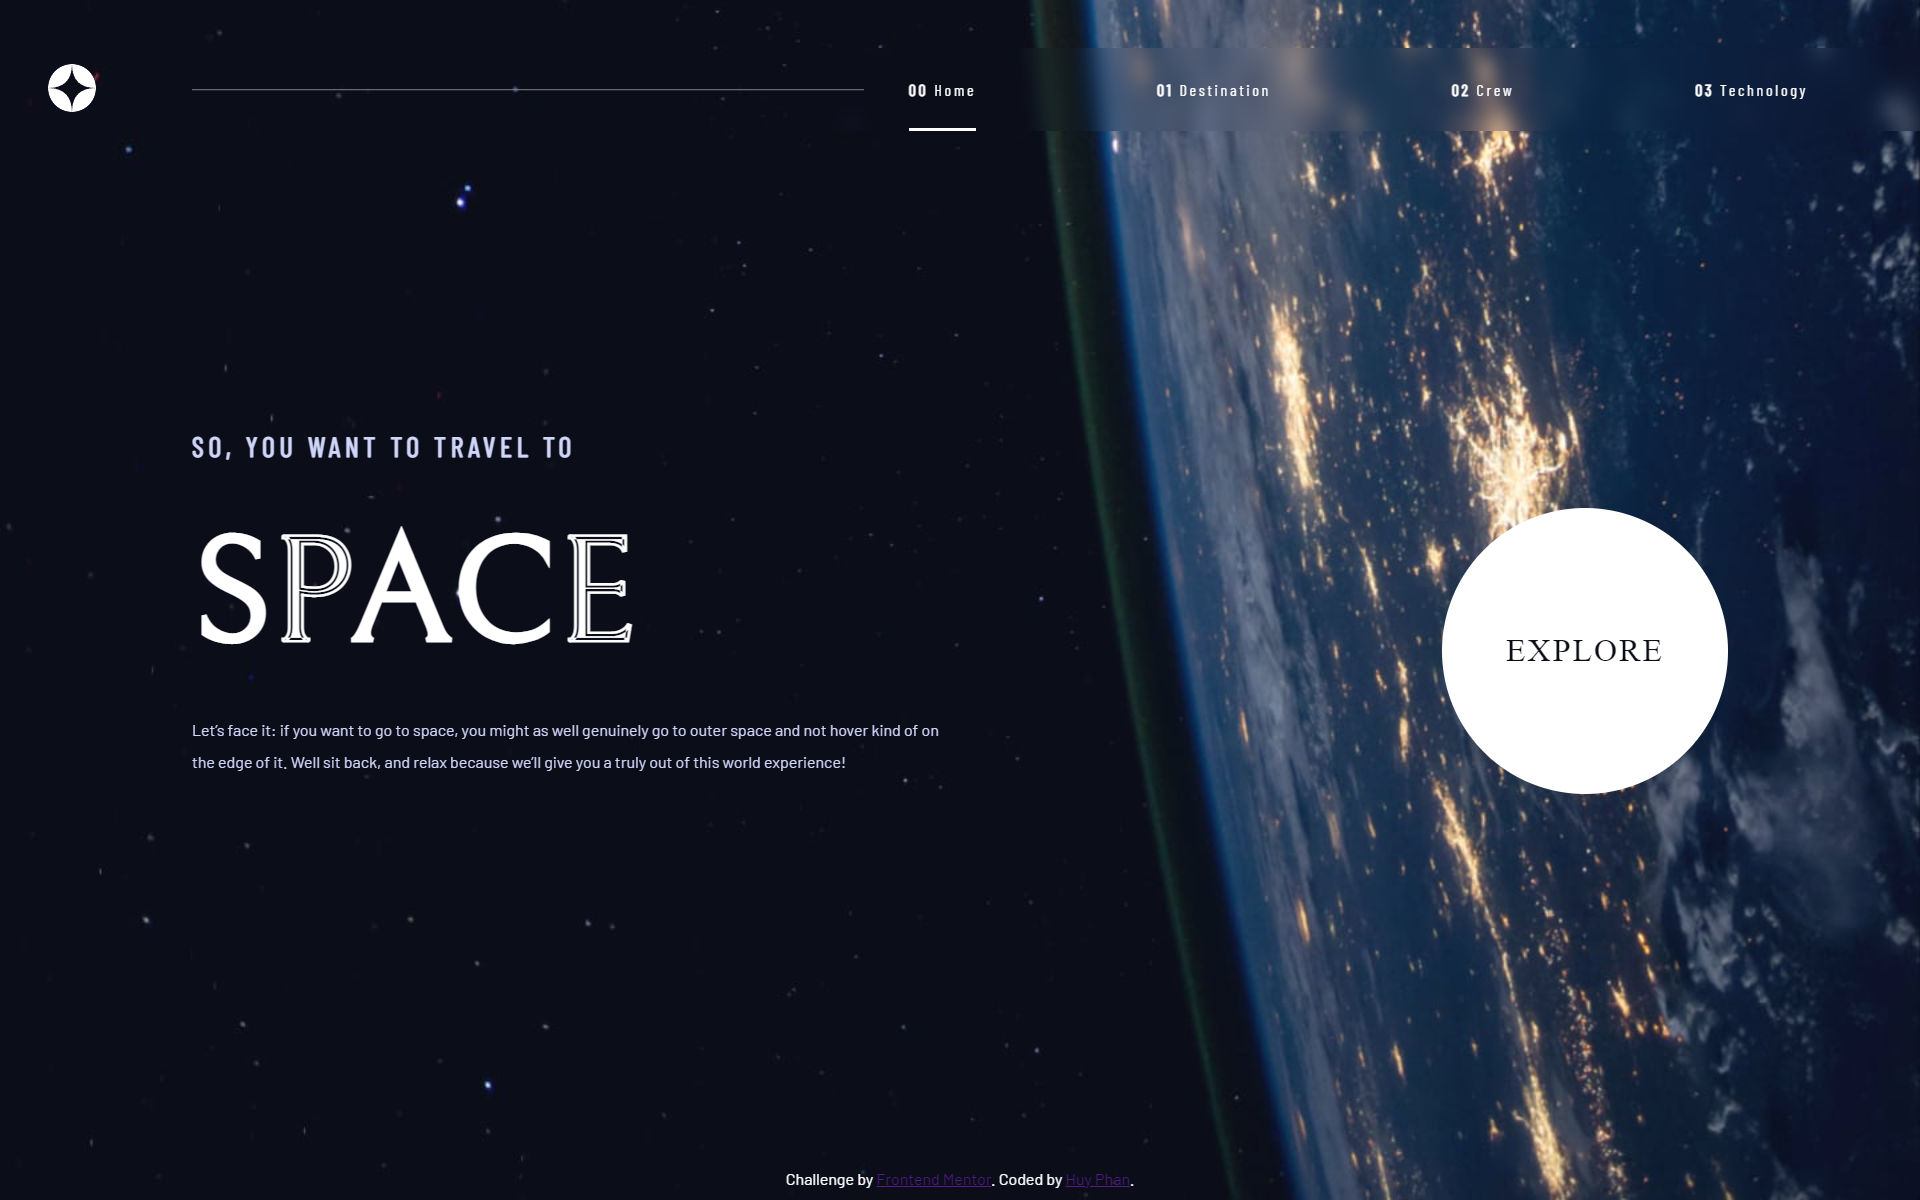 00 Home 01 Destination 02 Crew 03 Technology
SO, YOU WANT TO TRAVEL TO
SPACE
Let’s face it: if you want to go to space, you might as well genuinely go to outer space and not hover kind of on
the edge of it. Well sit back, and relax because we’ll give you a truly out of this world experience!
EXPLORE
Challenge by Frontend Mentor. Coded by Huy Phan.